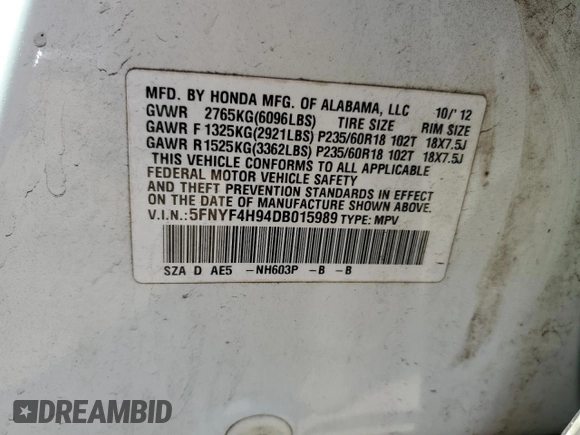 MFD. BY HONDA MFG. OF ALABAMA, LLC 10/'12
GVWR 2765KG(6096LBS) TIRE SIZE RIM SIZE
GAWR F 1325KG(2921LBS) P235/60R18 102T 18X7.5J
GAWR R 1525KG(3362LBS) P235/60R18 102T 18X7.5J
THIS VEHICLE CONFORMS TO ALL APPLICABLE
FEDERAL MOTOR VEHICLE SAFETY
AND THEFT PREVENTION STANDARDS IN EFFECT
ON THE DATE OF MANUFACTURE SHOWN ABOVE.
V.I.N.: 5FNYF4H94DB015989 TYPE: MPV
SZA D AE5 -NH603P -B -B
DREAMBID